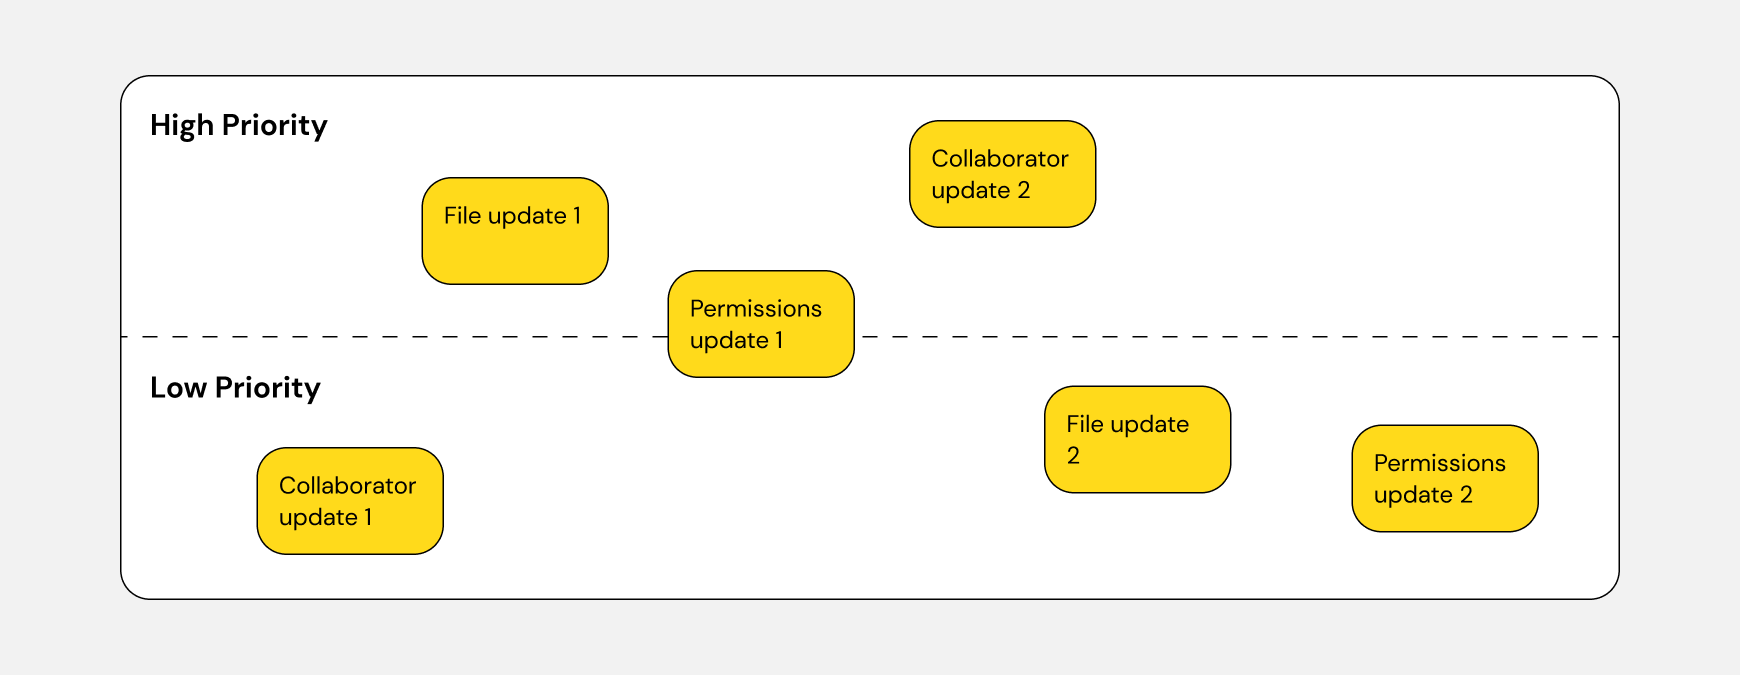 High Priority
Collaborator
update 2
File update 1
Permissions
update 1
Low Priority
File update
2
Permissions
update 2
Collaborator
update 1